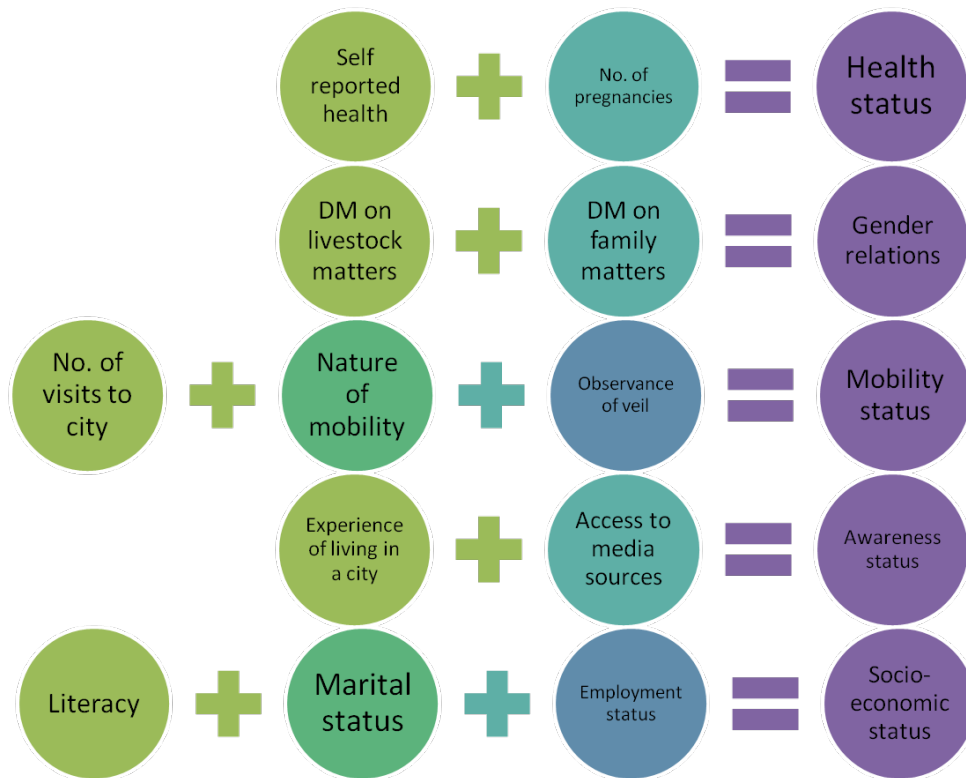 Self
reported
health
+
No. of
pregnancies
=
Health
status
DM on
livestock
matters
+
DM on
family
matters
=
Gender
relations
No. of
visits to
city
+
Nature
of
mobility
+
Observance
of veil
=
Mobility
status
Experience
of living in
a city
+
Access to
media
sources
=
Awareness
status
Literacy
+
Marital
status
+
Employment
status
=
Socio-
economic
status